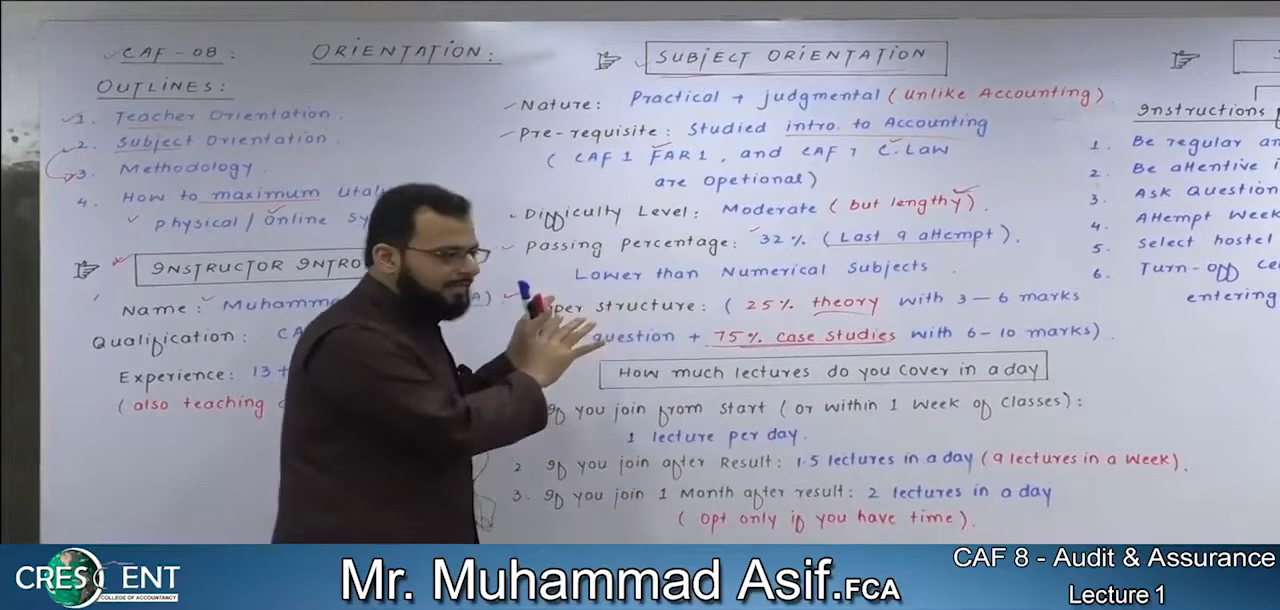 CAF - 08 :
ORIENTATION :
OUTLINES :
1. Teacher Orientation .
2. Subject Orientation .
3. Methodology .
4. How to maximum
physical / Online
INSTRUCTOR INTRO
Name : Muhamm
Qualification : CA
Experience : 13 +
( also teaching
SUBJECT ORIENTATION
Nature : Practical + judgmental ( unlike Accounting )
Pre - requisite : Studied intro. to Accounting
( CAF 1 FAR 1 , and CAF 7 C. LAW
are opetional )
Difficulty Level : Moderate ( but lengthy ) .
Passing Percentage : 32 % ( Last 9 attempt ) .
Lower than Numerical Subjects
per structure : ( 25 % theory with 3 - 6 marks
question + 75 % case studies with 6 - 10 marks )
How much lectures do you cover in a day
If you join from start ( or within 1 week of classes ) :
1 lecture per day .
2 If you join after Result : 1.5 lectures in a day ( 9 lectures in a week ) .
3. If you join 1 Month after result : 2 lectures in a day
( opt only if you have time ) .
Instructions
1. Be regular an
2. Be attentive i
3. Ask Question
4. Attempt week
5. Select hostel
6. Turn - off ce
entering
CRESCENT
COLLEGE OF ACCOUNTANCY
Mr. Muhammad Asif.FCA
CAF 8 - Audit & Assurance
Lecture 1